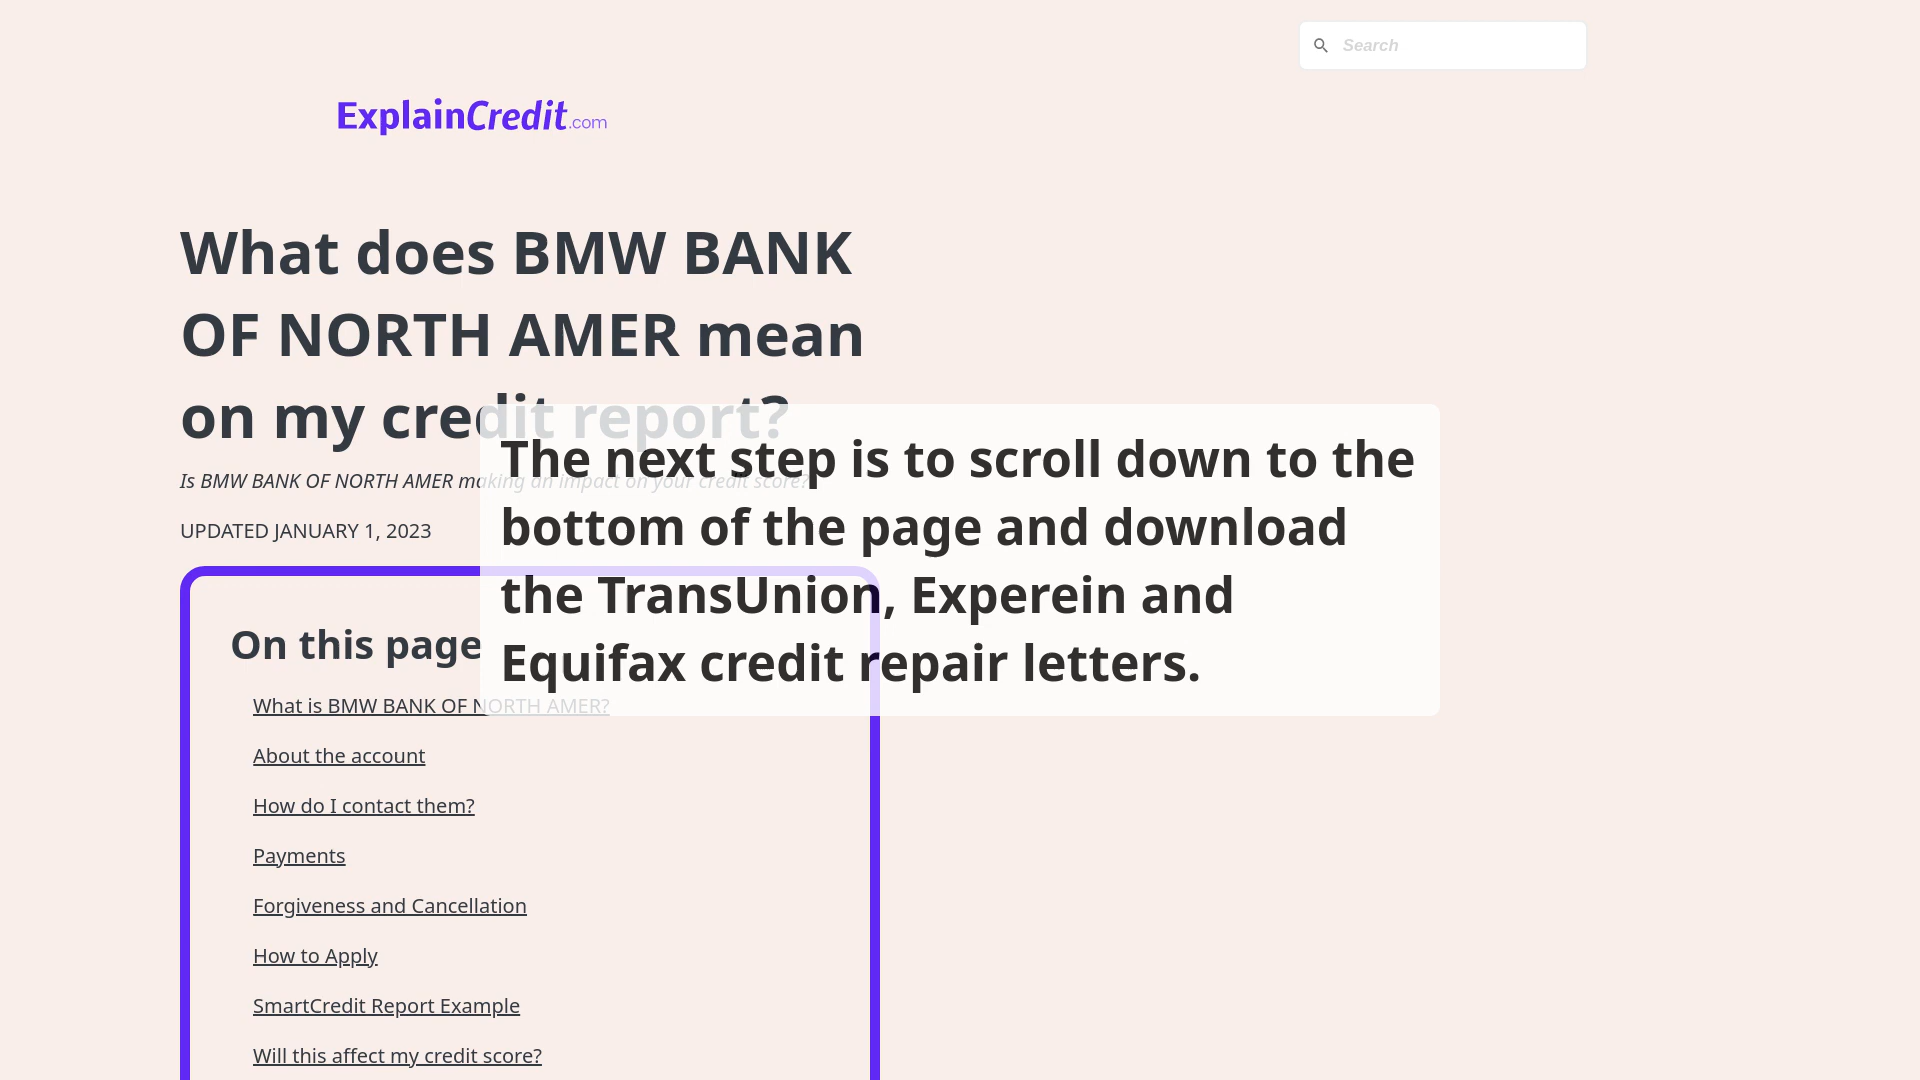 Search
ExplainCredit.com
What does BMW BANK
OF NORTH AMER mean
on my credit report?
Is BMW BANK OF NORTH AMER making an impact on your credit score?
UPDATED JANUARY 1, 2023
The next step is to scroll down to the
bottom of the page and download
the TransUnion, Experein and
Equifax credit repair letters.
On this page
What is BMW BANK OF NORTH AMER?
About the account
How do I contact them?
Payments
Forgiveness and Cancellation
How to Apply
SmartCredit Report Example
Will this affect my credit score?